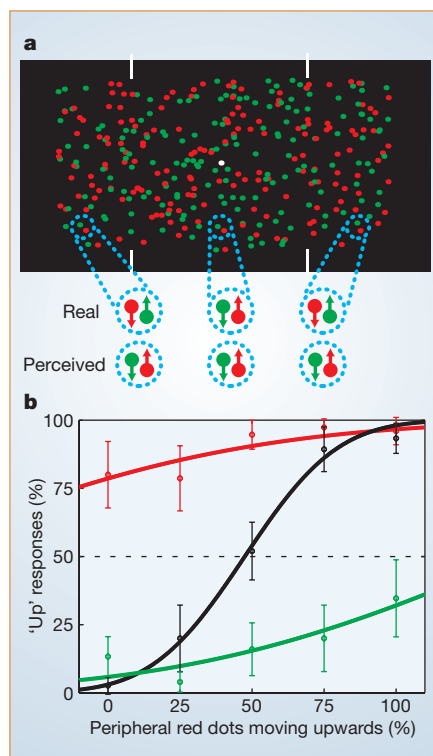 a
Real
Perceived
b
100
75
50
25
0
'Up' responses (%)
0 25 50 75 100
Peripheral red dots moving upwards (%)